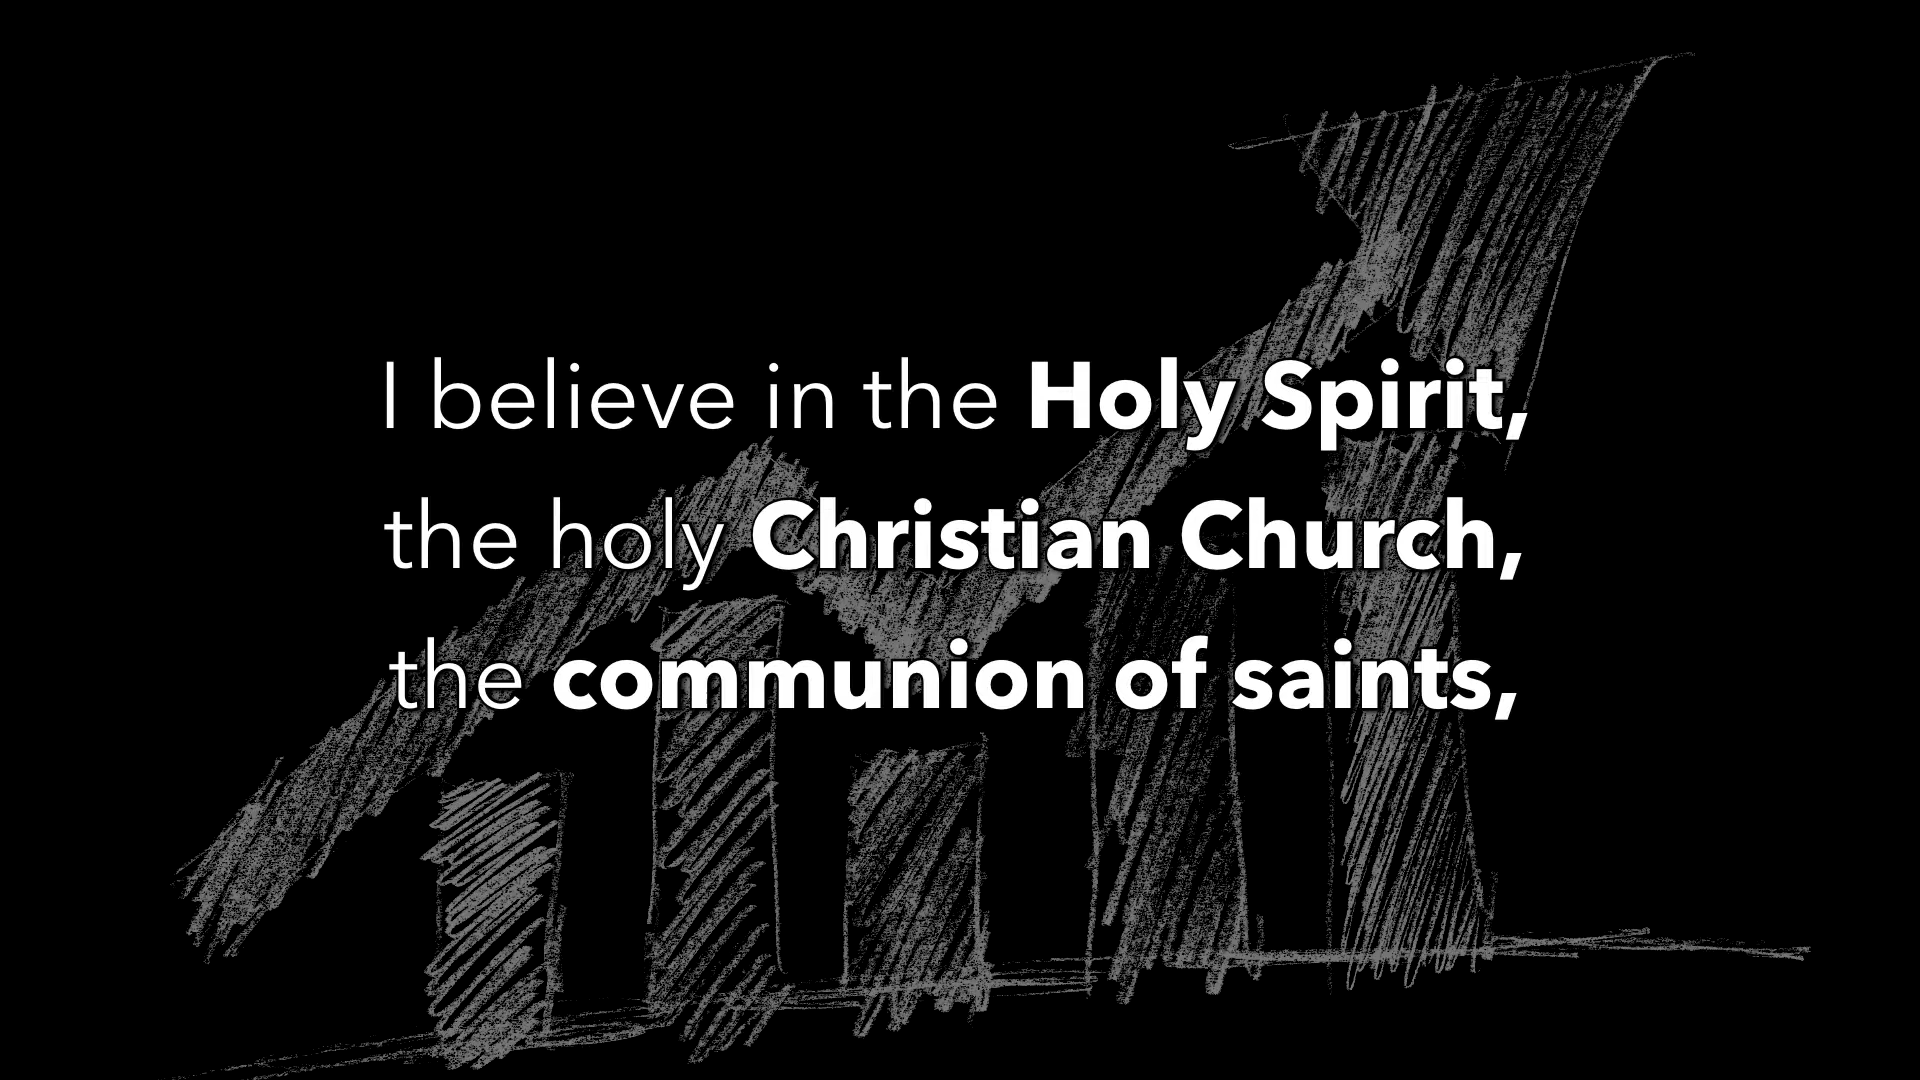 I believe in the Holy Spirit,
the holy Christian Church,
the communion of saints,